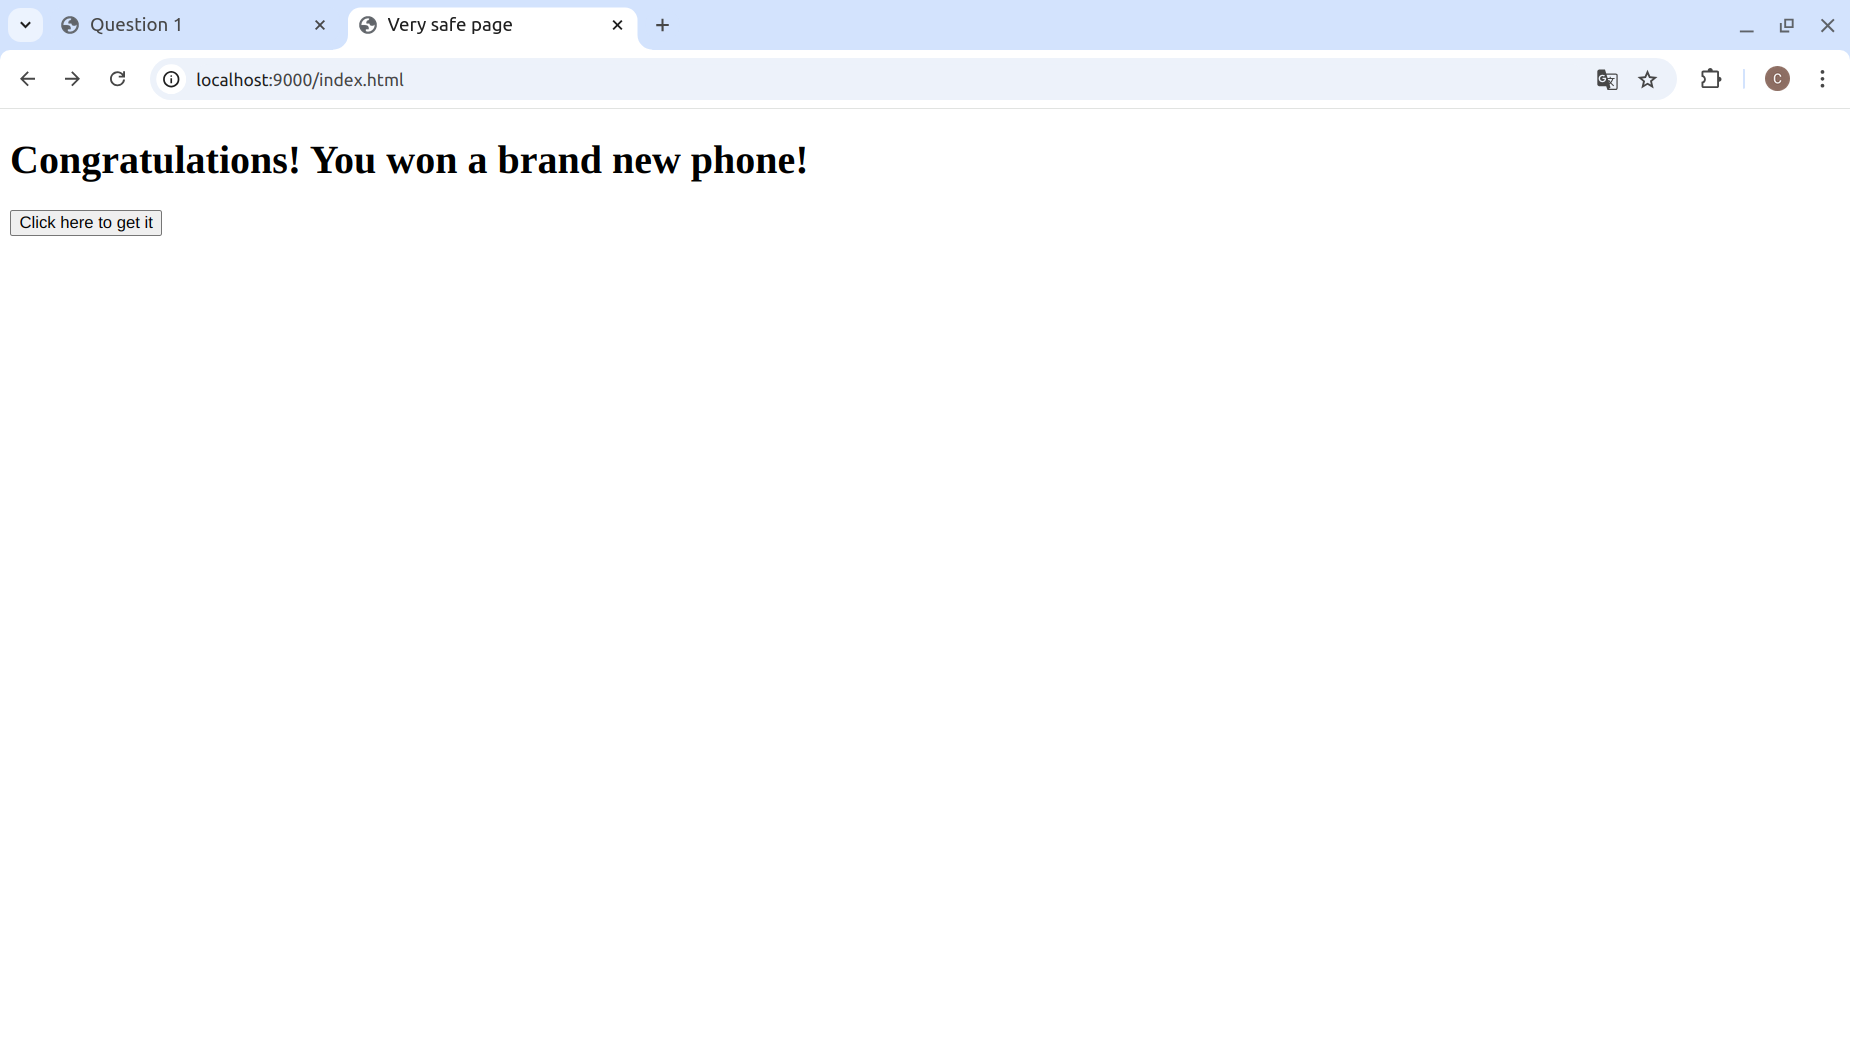 Question 1
Very safe page
localhost:9000/index.html
C
Congratulations! You won a brand new phone!
Click here to get it